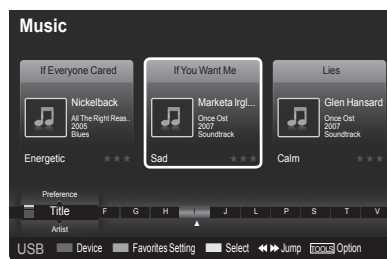 Music
If Everyone Cared
If You Want Me
Lies
Nickelback
All The Right Reas..
2005
Blues
Marketa Irgl...
Once Ost
2007
Soundtrack
Glen Hansard
Once Ost
2007
Soundtrack
Energetic ★★★
Sad ★★★
Calm ★★★
Preference
Title F G H I J L P S T V
Artist
USB Device Favorites Setting Select ◀◀ ▶▶ Jump TOOLS Option